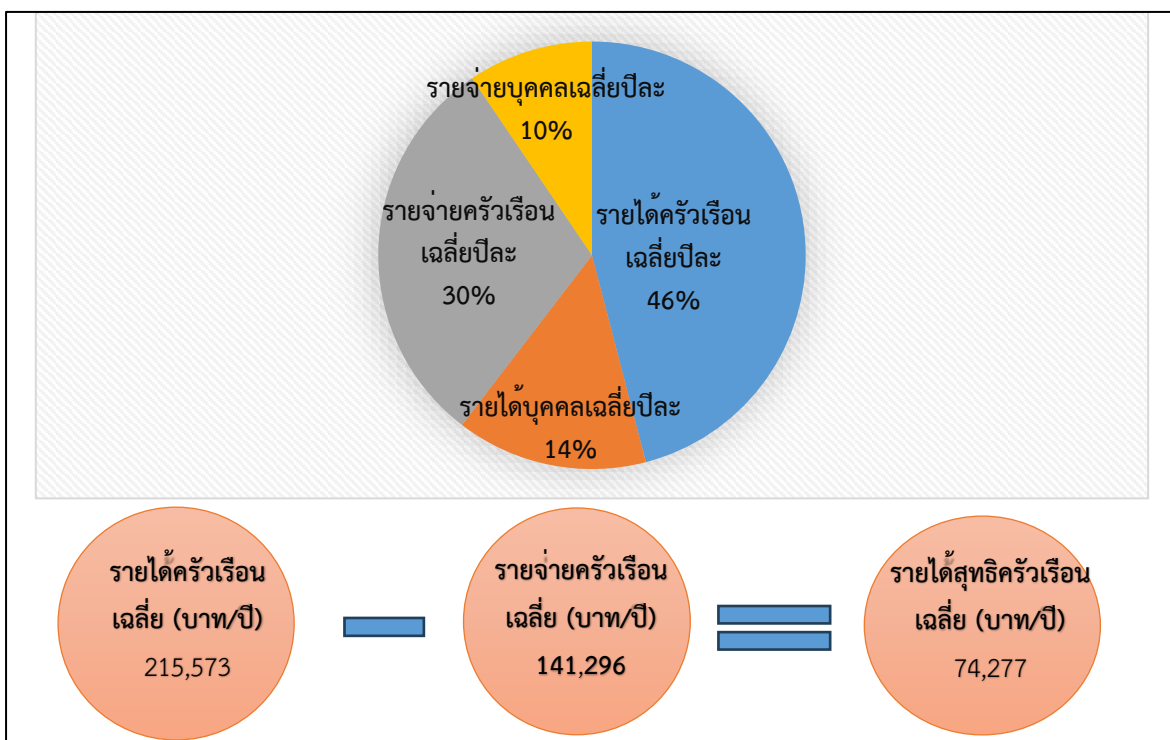 รายจ่ายบุคคลเฉลี่ยปีละ
10%
รายจ่ายครัวเรือน
เฉลี่ยปีละ
30%
รายได้ครัวเรือน
เฉลี่ยปีละ
46%
รายได้บุคคลเฉลี่ยปีละ
14%
รายได้ครัวเรือน
เฉลี่ย (บาท/ปี)
215,573
รายจ่ายครัวเรือน
เฉลี่ย (บาท/ปี)
141,296
รายได้สุทธิครัวเรือน
เฉลี่ย (บาท/ปี)
74,277